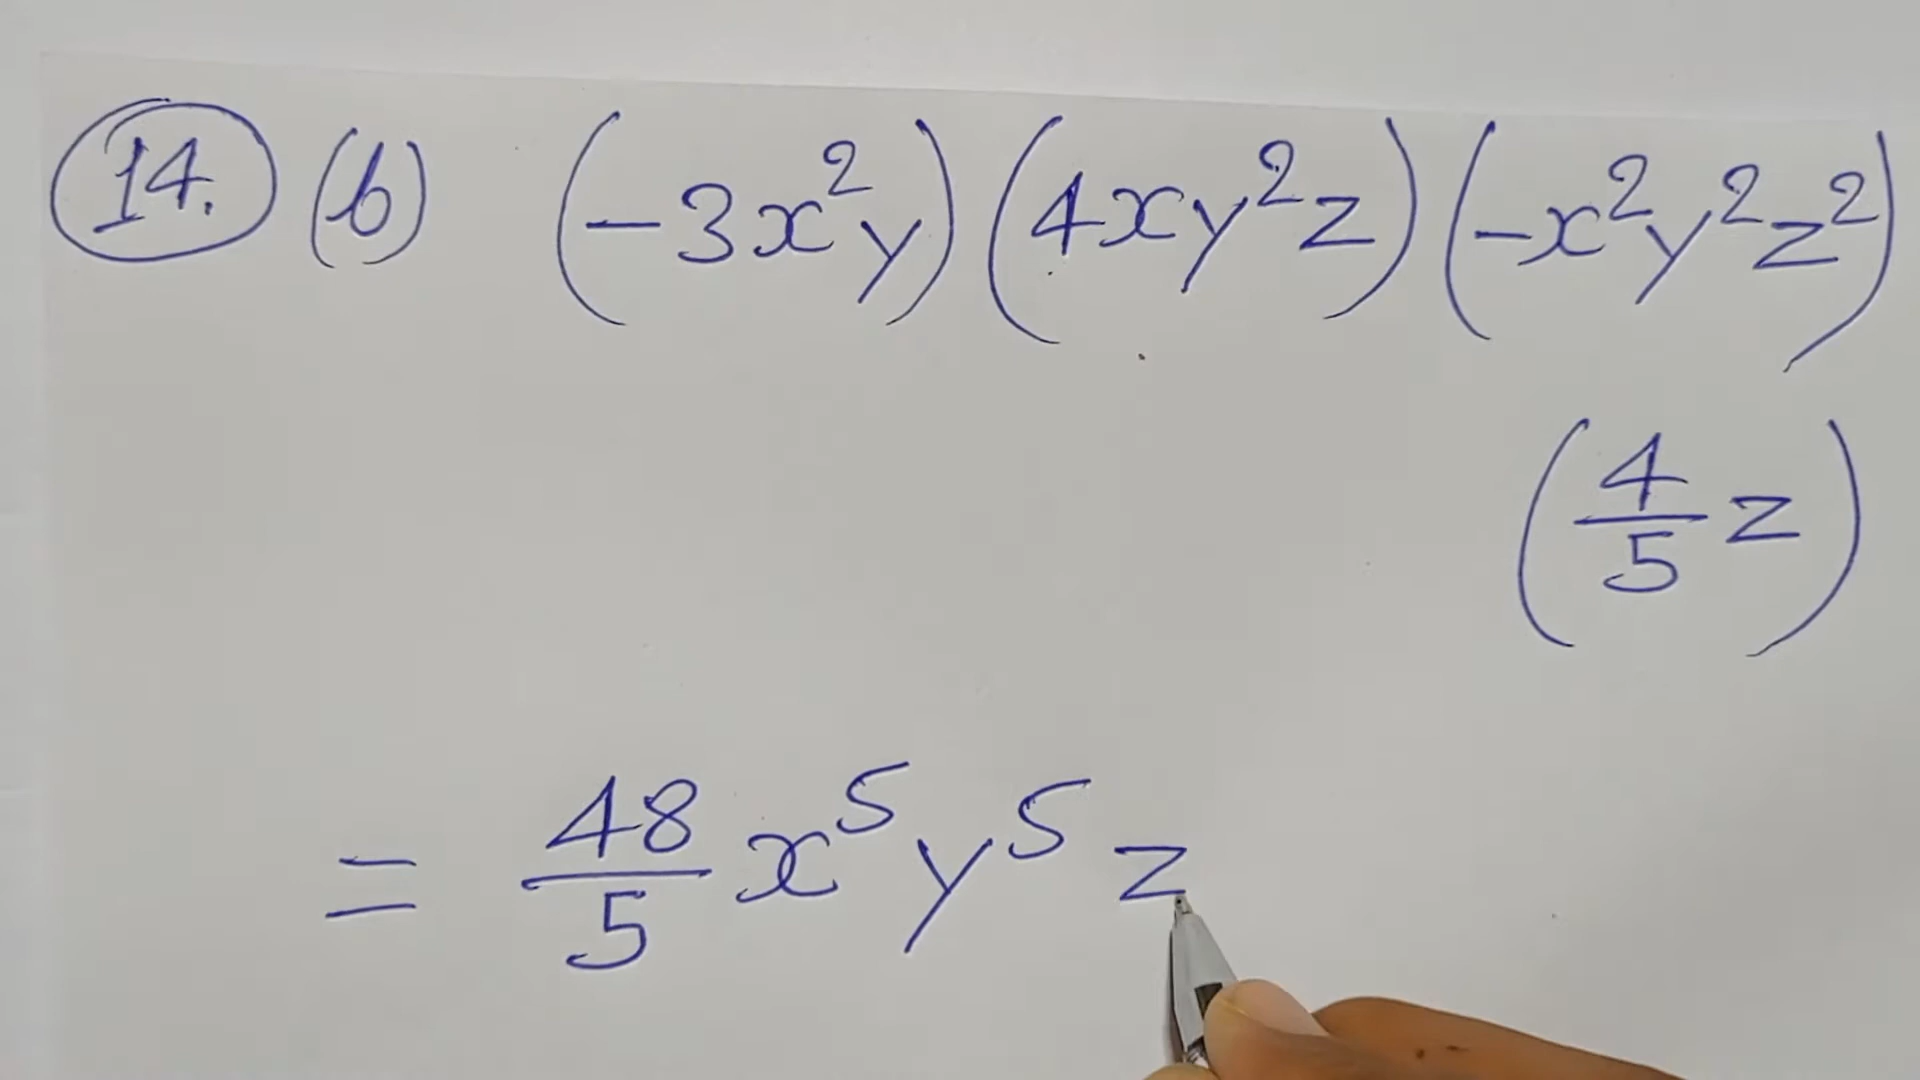 14. (b) (-3x²y)(4xy²z)(-x²y²z²)
(4/5 z)
= 48/5 x⁵y⁵z